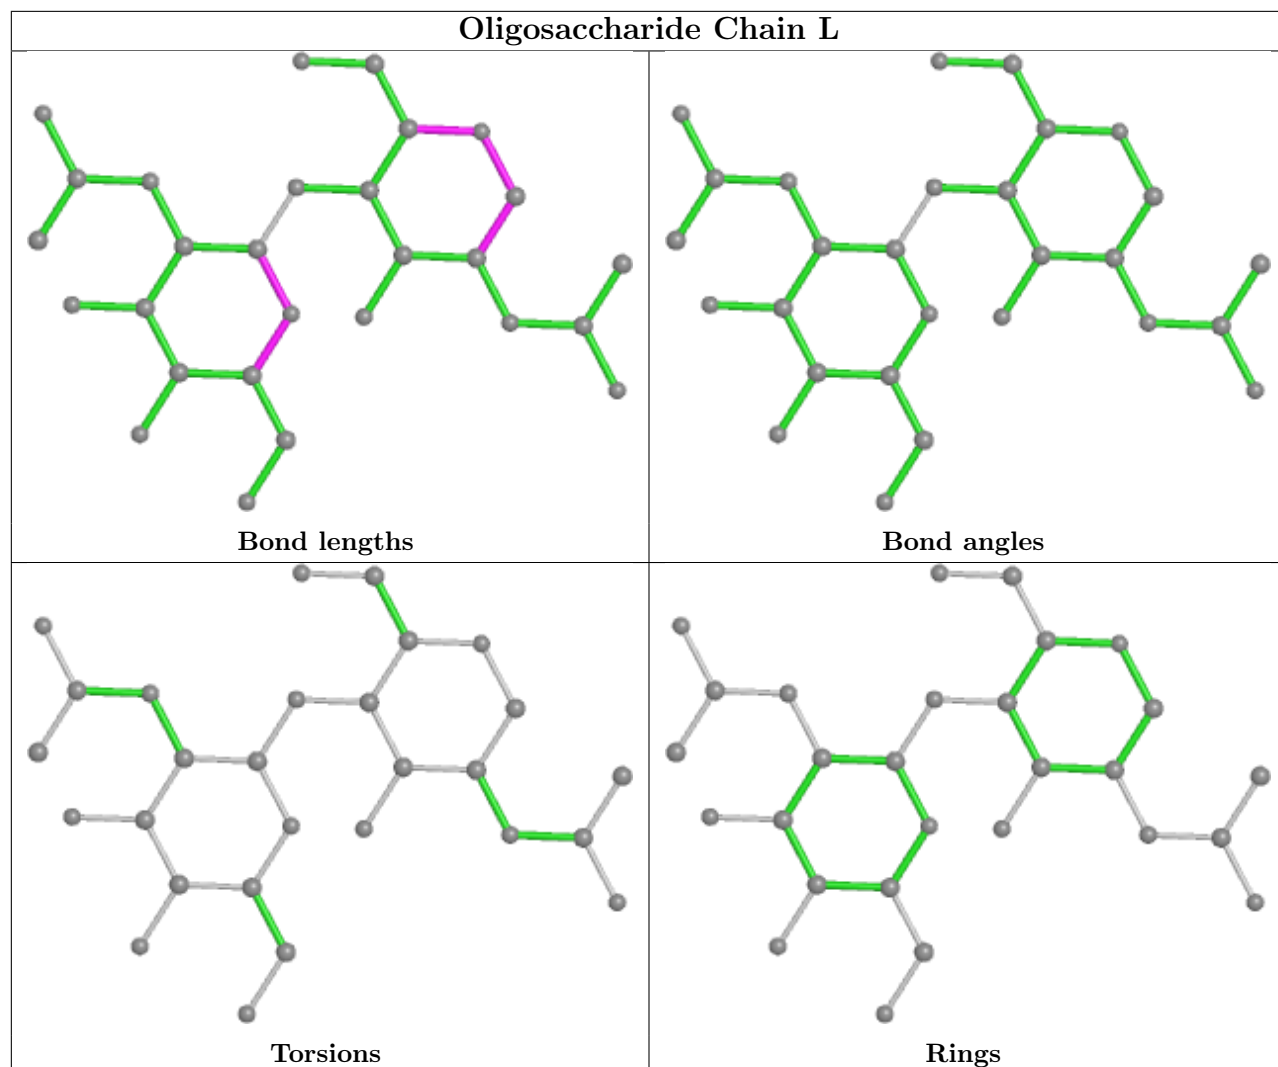 Oligosaccharide Chain L
Bond lengths
Bond angles
Torsions
Rings